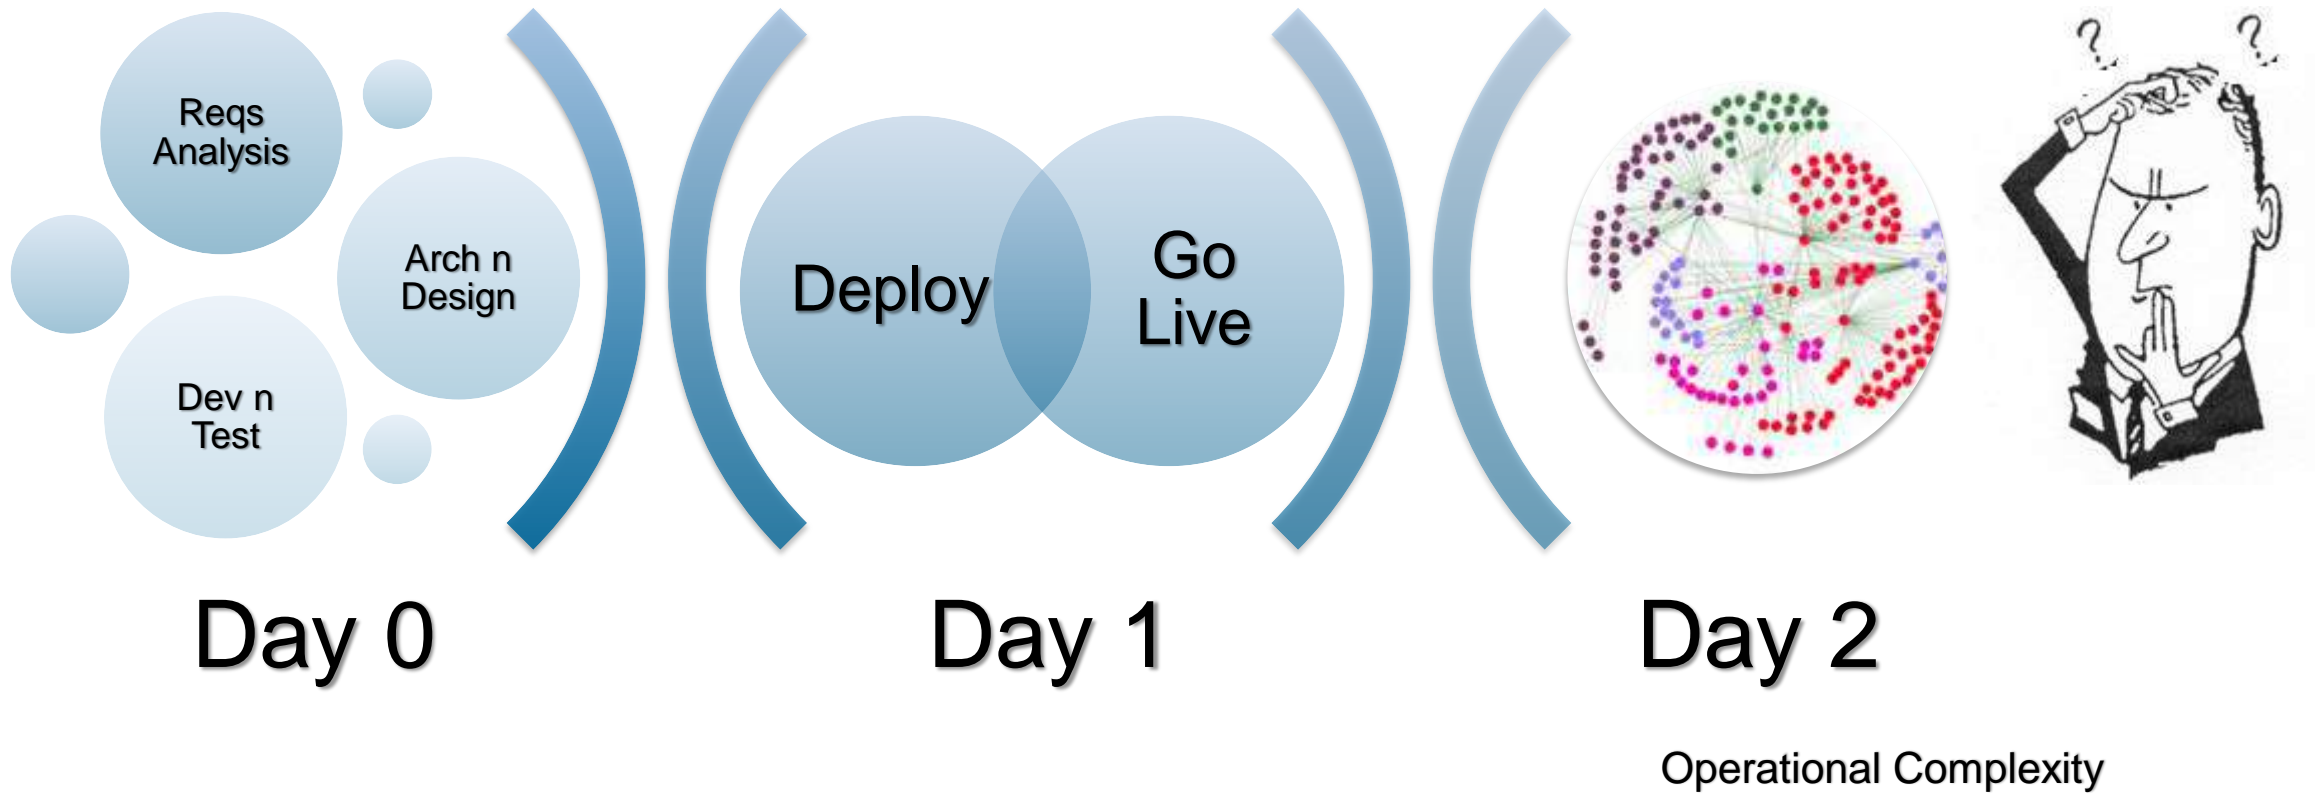 Reqs
Analysis
Arch n
Design
Dev n
Test
Deploy
Go
Live
? ?
Day 0
Day 1
Day 2
Operational Complexity